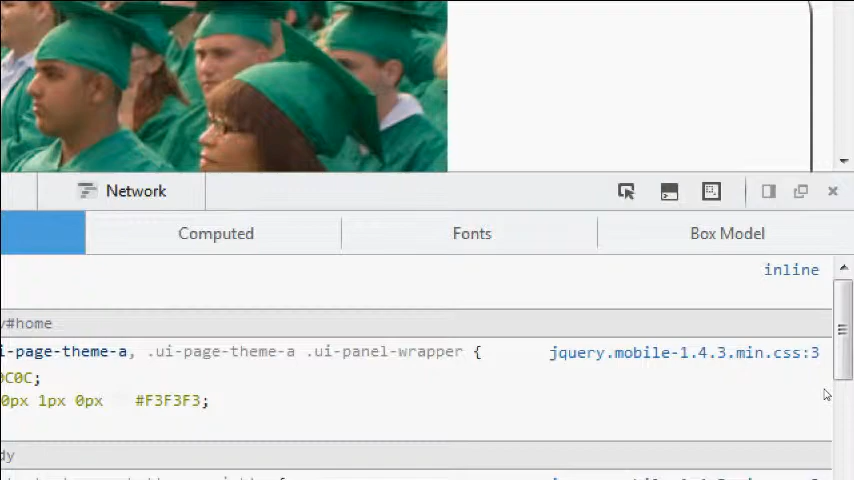 Network
Computed Fonts Box Model
inline
v#home
i-page-theme-a, .ui-page-theme-a .ui-panel-wrapper { jquery.mobile-1.4.3.min.css:3
0C0C;
0px 1px 0px #F3F3F3;
dy